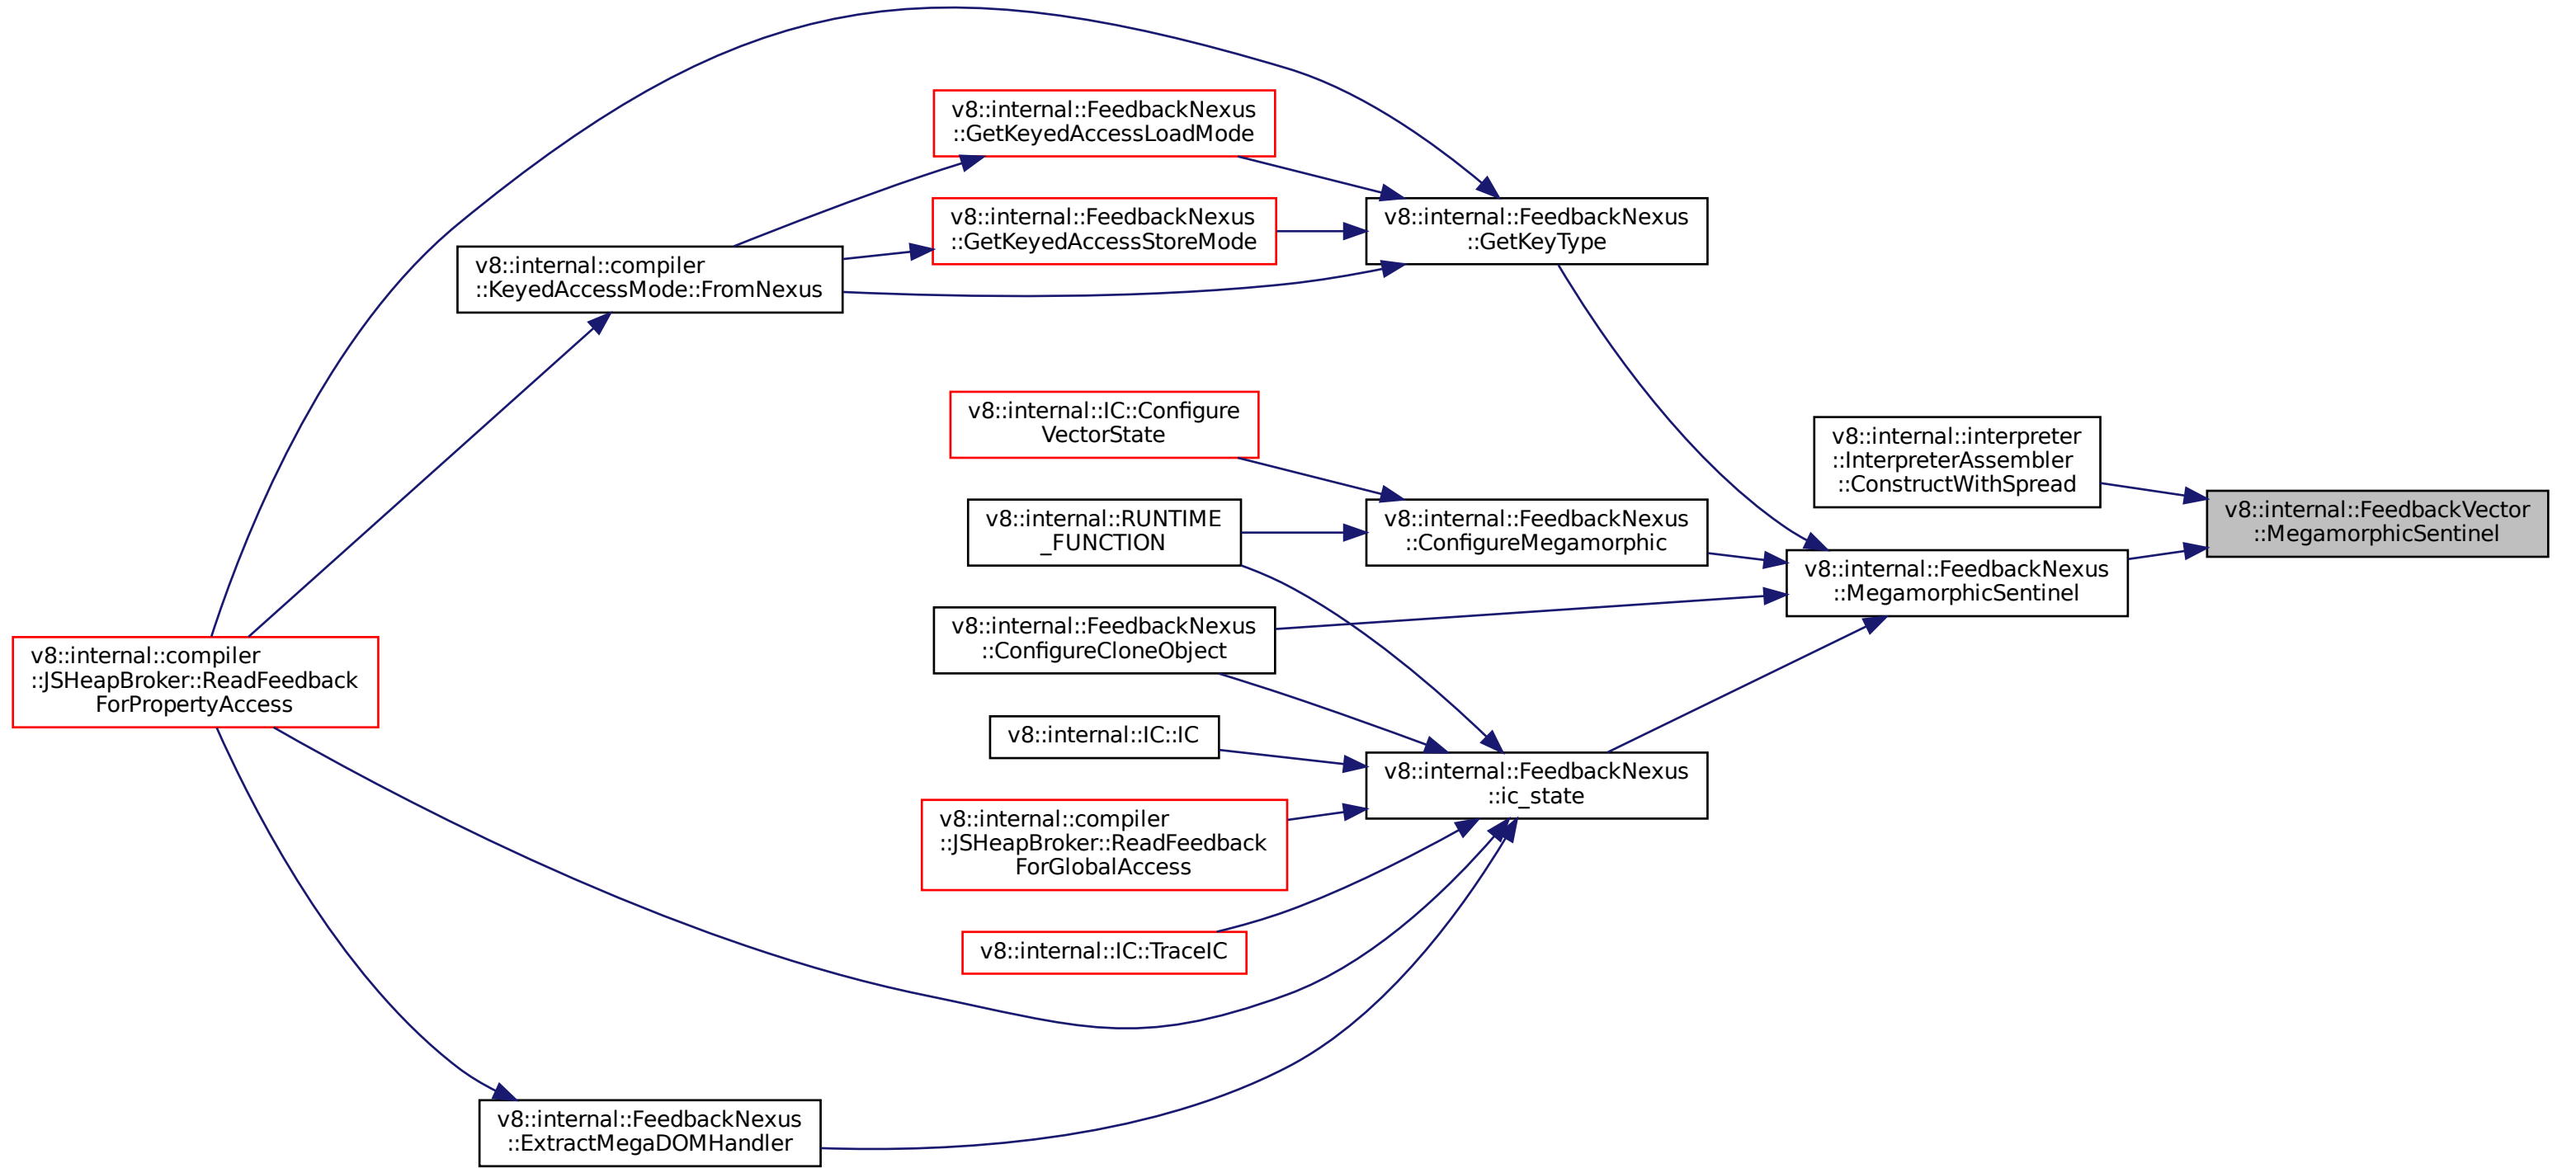 v8::internal::FeedbackNexus
::GetKeyedAccessLoadMode
v8::internal::FeedbackNexus
::GetKeyedAccessStoreMode
v8::internal::FeedbackNexus
::GetKeyType
v8::internal::compiler
::KeyedAccessMode::FromNexus
v8::internal::IC::Configure
VectorState
v8::internal::interpreter
::InterpreterAssembler
::ConstructWithSpread
v8::internal::FeedbackVector
::MegamorphicSentinel
v8::internal::RUNTIME
_FUNCTION
v8::internal::FeedbackNexus
::ConfigureMegamorphic
v8::internal::FeedbackNexus
::MegamorphicSentinel
v8::internal::FeedbackNexus
::ConfigureCloneObject
v8::internal::compiler
::JSHeapBroker::ReadFeedback
ForPropertyAccess
v8::internal::IC::IC
v8::internal::FeedbackNexus
::ic_state
v8::internal::compiler
::JSHeapBroker::ReadFeedback
ForGlobalAccess
v8::internal::IC::TraceIC
v8::internal::FeedbackNexus
::ExtractMegaDOMHandler